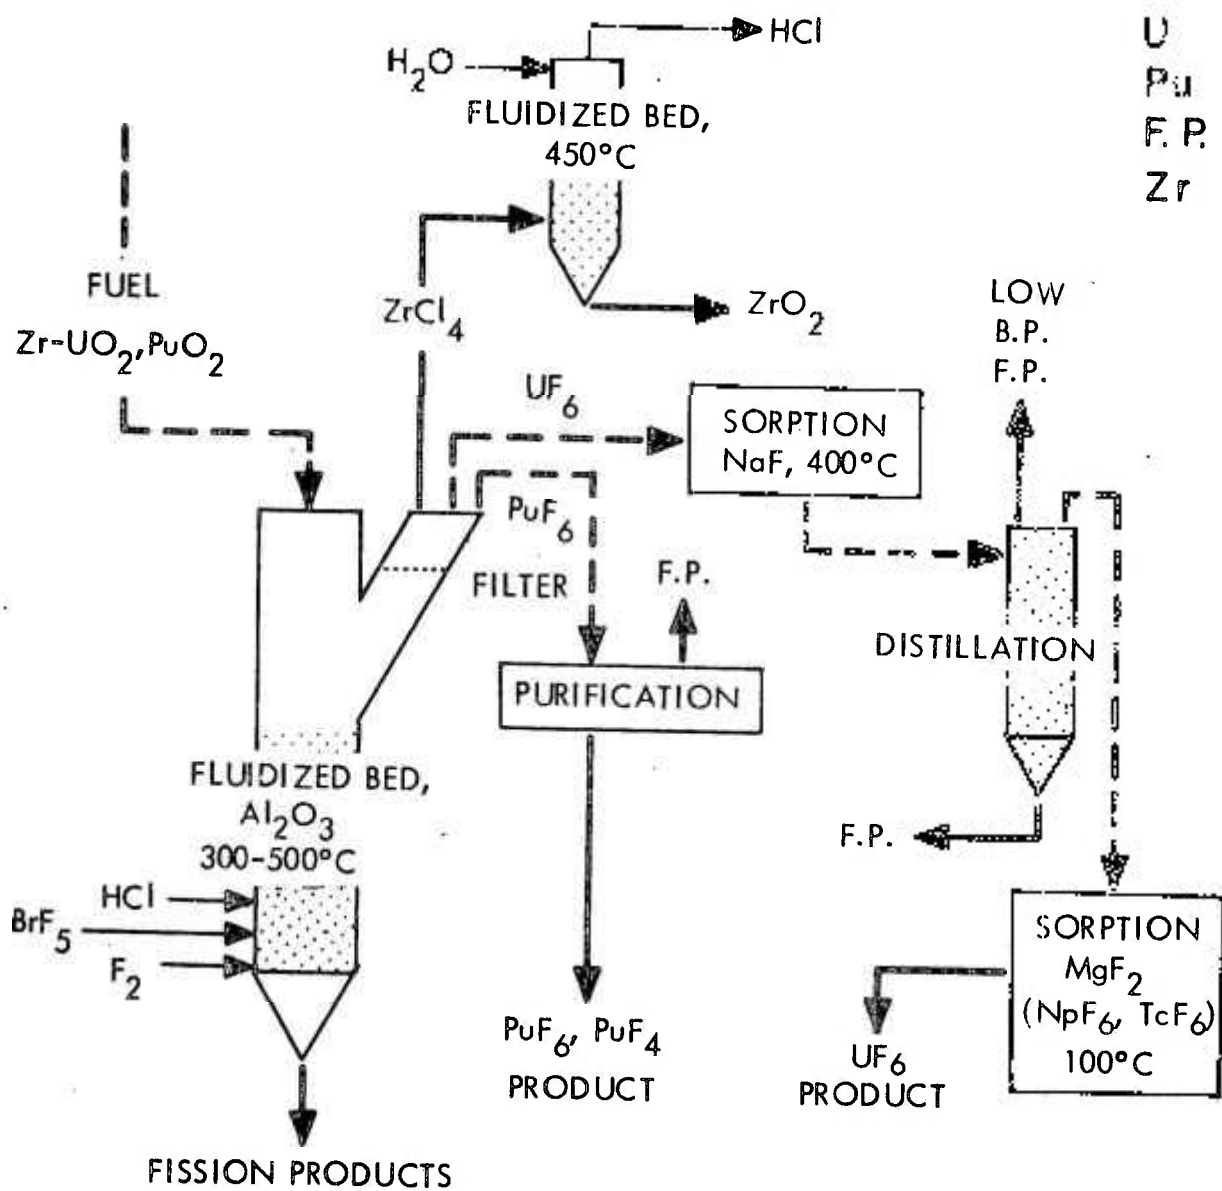 HCl
H₂O
FLUIDIZED BED,
450°C
U
Pu
F. P.
Zr
FUEL
Zr-UO₂, PuO₂
ZrCl₄
ZrO₂
LOW
B.P.
F.P.
UF₆
SORPTION
NaF, 400°C
PuF₆
FILTER
F.P.
PURIFICATION
DISTILLATION
FLUIDIZED BED,
Al₂O₃
300-500°C
HCl
BrF₅
F₂
F.P.
SORPTION
MgF₂
(NpF₆, TcF₆)
100°C
PuF₆, PuF₄
PRODUCT
UF₆
PRODUCT
FISSION PRODUCTS